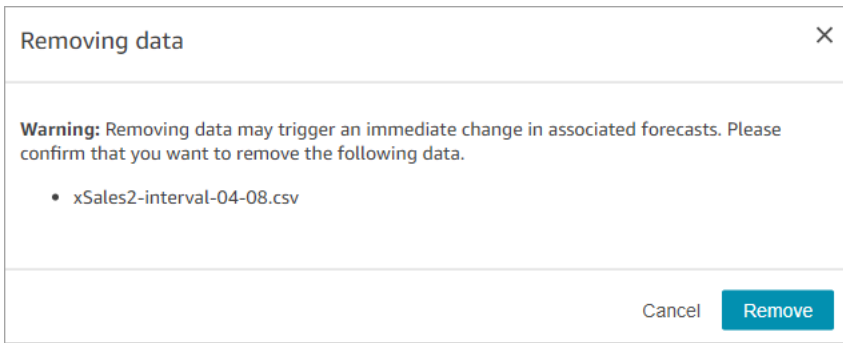 Removing data
Warning: Removing data may trigger an immediate change in associated forecasts. Please
confirm that you want to remove the following data.
• xSales2-interval-04-08.csv
Cancel Remove